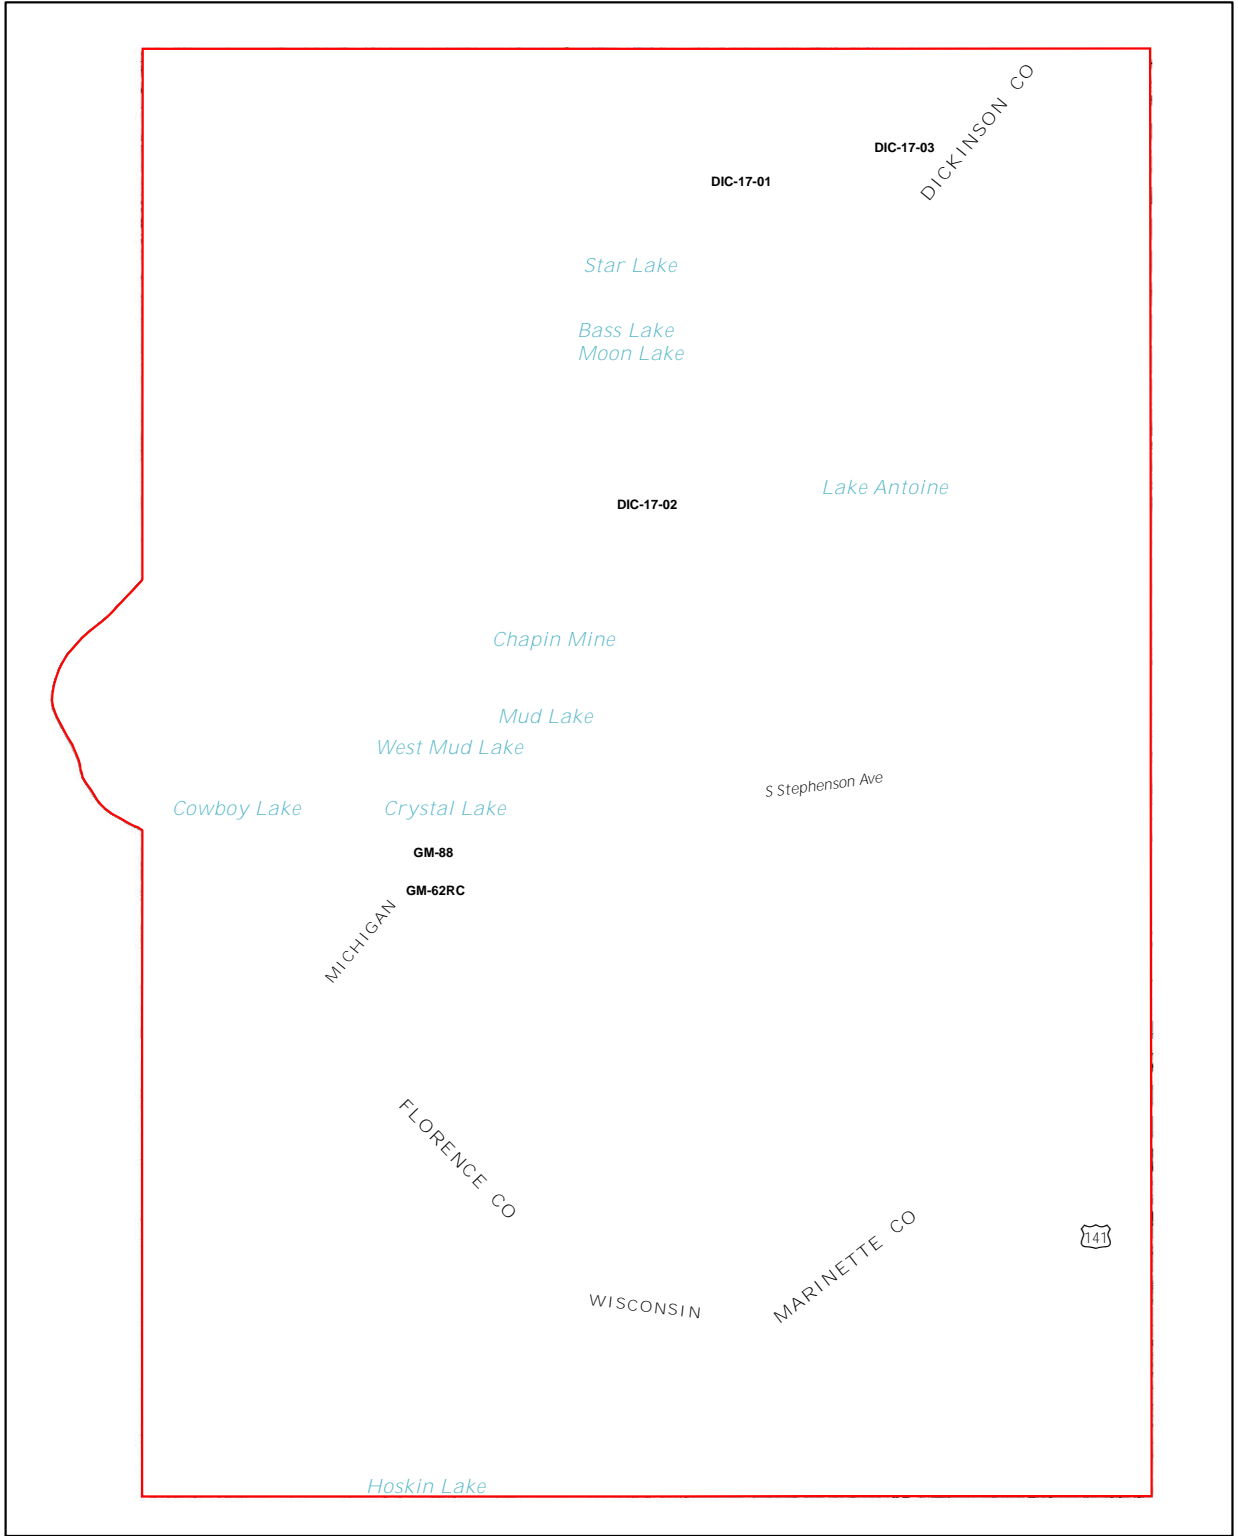 DICKINSON CO
DIC-17-03
DIC-17-01
Star Lake
Bass Lake
Moon Lake
Lake Antoine
DIC-17-02
Chapin Mine
Mud Lake
West Mud Lake
S Stephenson Ave
Cowboy Lake
Crystal Lake
GM-88
GM-62RC
MICHIGAN
FLORENCE CO
MARINETTE CO
141
WISCONSIN
Hoskin Lake